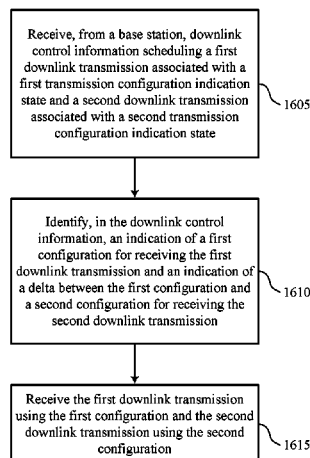 Receive, from a base station, downlink
control information scheduling a first
downlink transmission associated with a
first transmission configuration indication
state and a second downlink transmission
associated with a second transmission
configuration indication state
1605
Identify, in the downlink control
information, an indication of a first
configuration for receiving the first
downlink transmission and an indication of
a delta between the first configuration and
a second configuration for receiving the
second downlink transmission
1610
Receive the first downlink transmission
using the first configuration and the second
downlink transmission using the second
configuration
1615